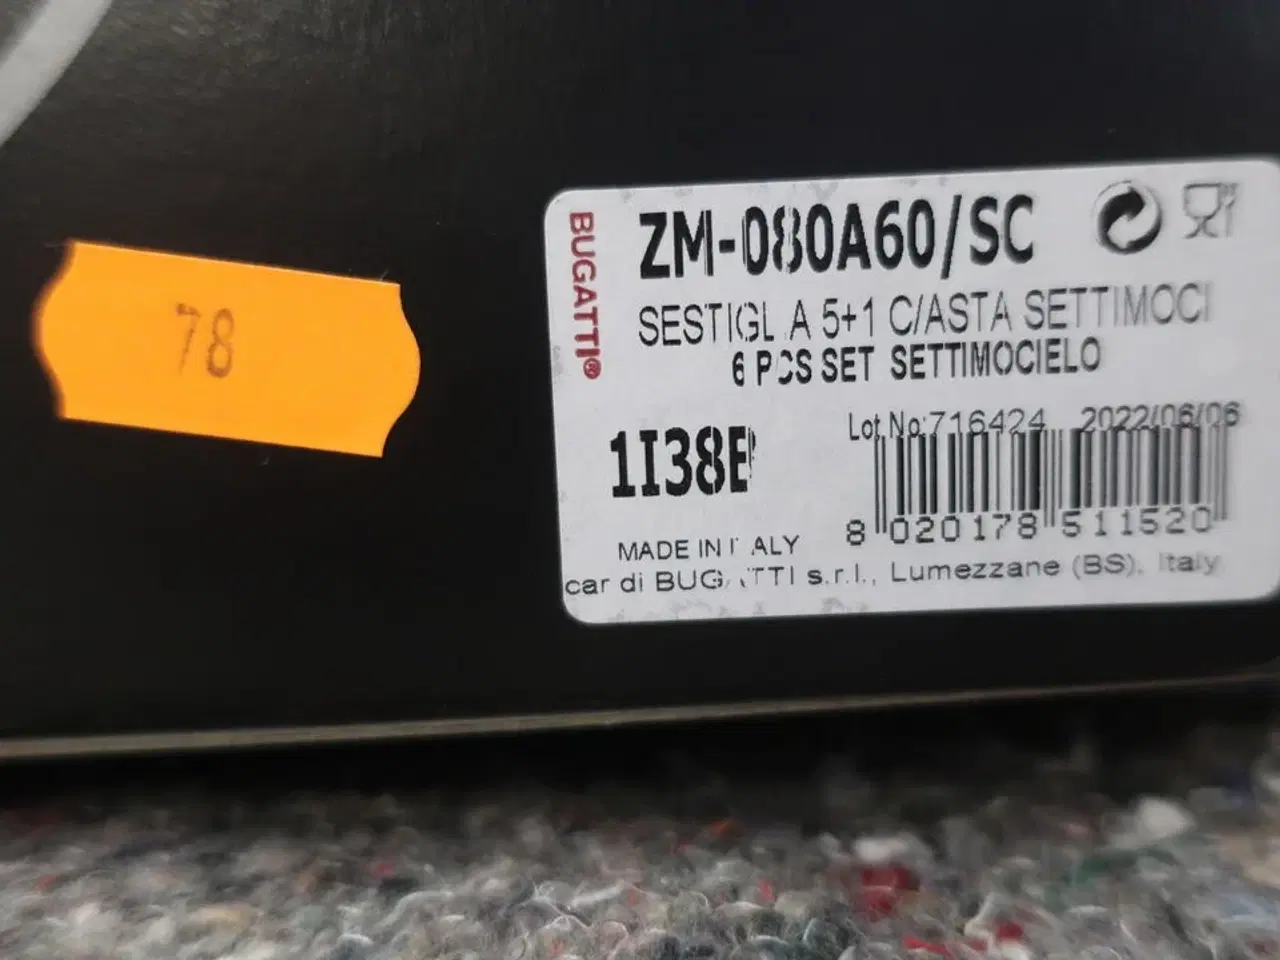 78
BUGATTI®
ZM-080A60/SC
SESTIGL.A 5+1 C/ASTA SETTIMOCI
6 PCS SET SETTIMOCIELO
Lot.No:716424 2022/06/06
1I38E
8 020178 511520
MADE IN ITALY
car di BUGATTI s.r.l., Lumezzane (BS), Italy